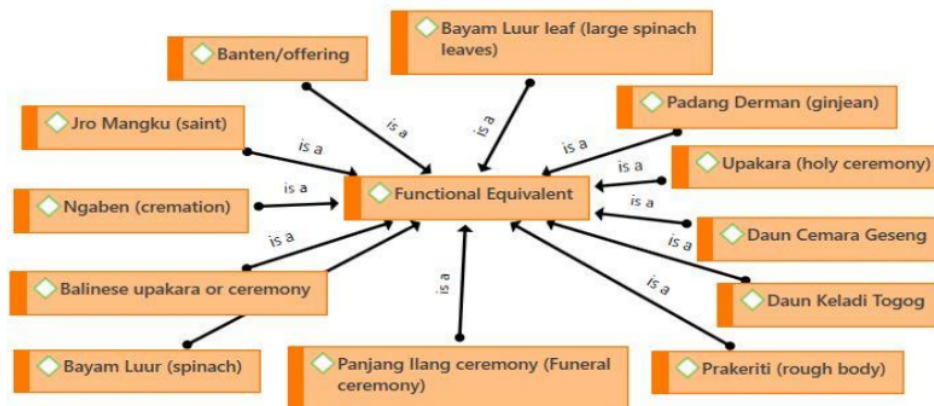 Bayam Luur leaf (large spinach
leaves)
Banten/offering
Padang Derman (ginjean)
Jro Mangku (saint)
is a
is a
is a
is a
Upakara (holy ceremony)
is a
Functional Equivalent
Ngaben (cremation)
is a
is a
Daun Cemara Geseng
is a
is a
Balinese upakara or ceremony
is a
is a
Daun Keladi Togog
Bayam Luur (spinach)
Panjang Ilang ceremony (Funeral
ceremony)
Prakeriti (rough body)